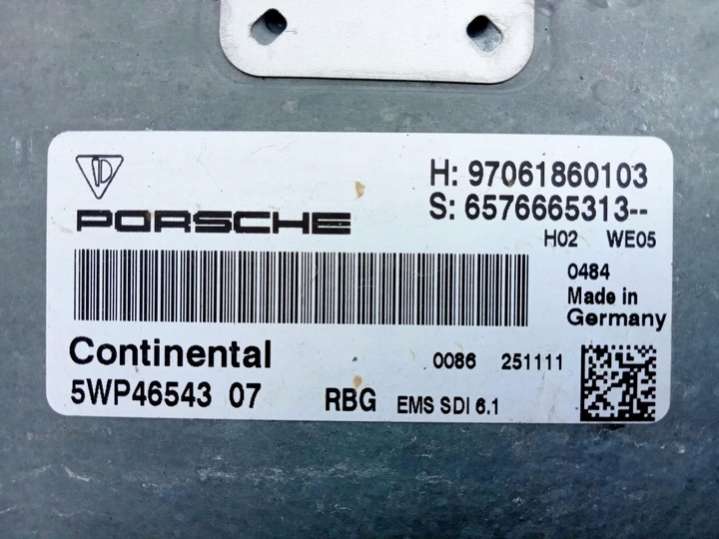 H: 97061860103
PORSCHE
S: 6576665313--
H02 WE05
0484
Made in
Germany
Continental
0086 251111
5WP46543 07
RBG EMS SDI 6.1